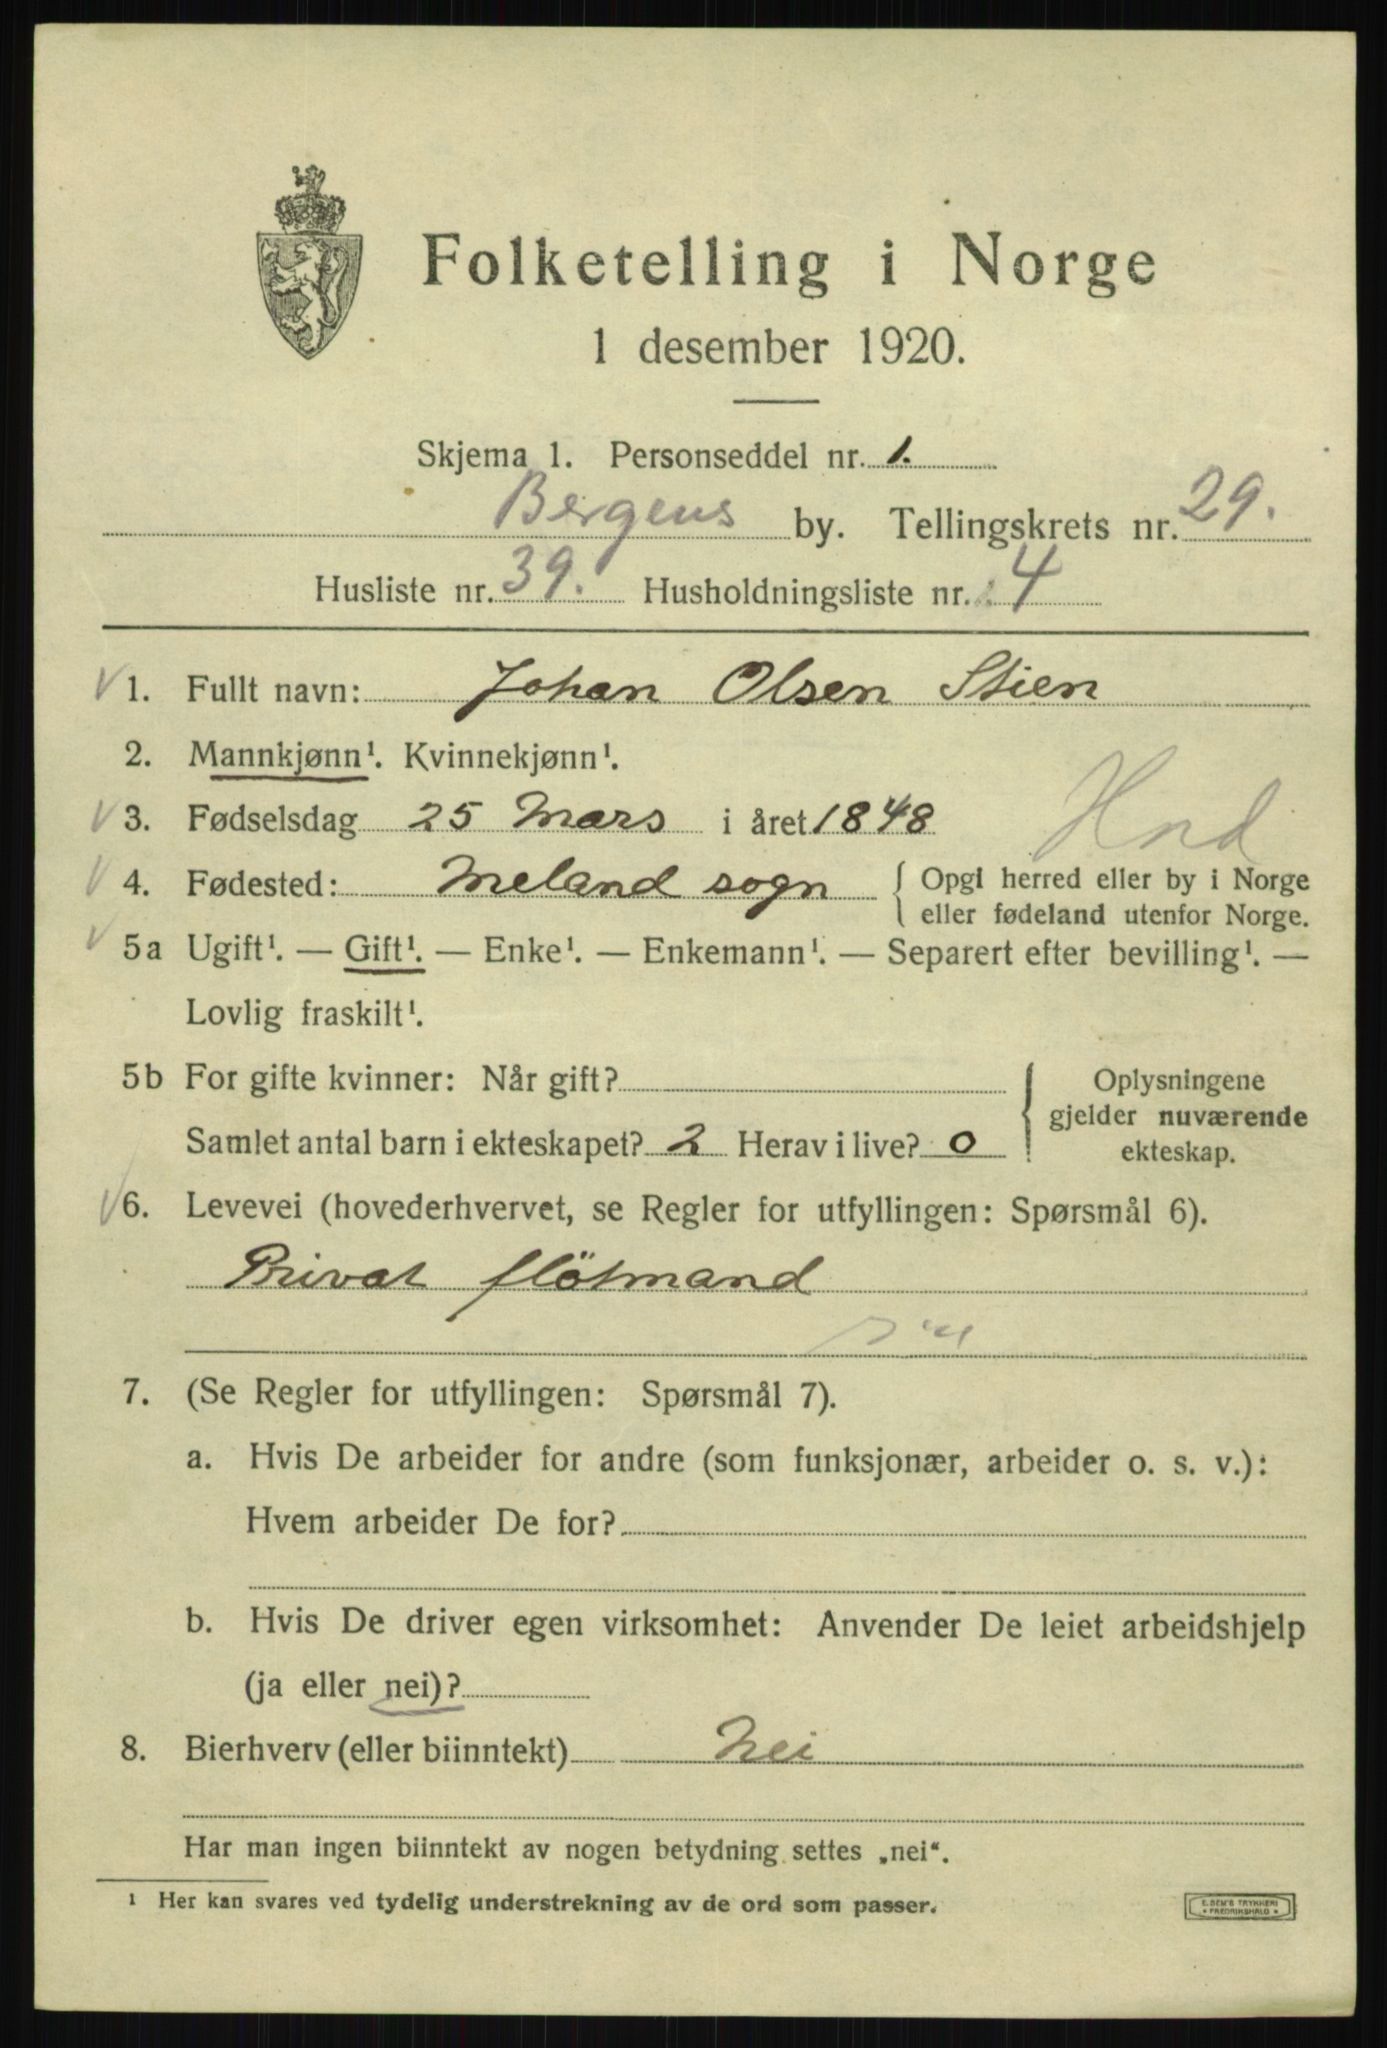 Folketelling i Norge
1 desember 1920.
Skjema 1. Personseddel nr. 1.
Bergens by. Tellingskrets nr. 29.
Husliste nr. 39. Husholdningsliste nr. 4
1. Fullt navn: Johan Olsen Stien
2. Mannkjønn¹. Kvinnekjønn¹.
Hnd
3. Fødselsdag 25 Mars i året 1848
4. Fødested: Meland sogn { Opgi herred eller by i Norge
eller fødeland utenfor Norge.
5a Ugift¹. — Gift¹. — Enke¹. — Enkemann¹. — Separert efter bevilling¹. —
Lovlig fraskilt¹.
5b For gifte kvinner: Når gift?
Samlet antal barn i ekteskapet? 2 Herav i live? 0
Oplysningene
gjelder nuværende
ekteskap.
6. Levevei (hovederhvervet, se Regler for utfyllingen: Spørsmål 6).
Privat flötmand
7. (Se Regler for utfyllingen: Spørsmål 7).
a. Hvis De arbeider for andre (som funksjonær, arbeider o. s. v.):
Hvem arbeider De for?
b. Hvis De driver egen virksomhet: Anvender De leiet arbeidshjelp
(ja eller nei)?
8. Bierhverv (eller biinntekt) Nei
Har man ingen biinntekt av nogen betydning settes „nei“.
¹ Her kan svares ved tydelig understrekning av de ord som passer.
E. SEM'S TRYKKERI
• FREDRIKSHALD •